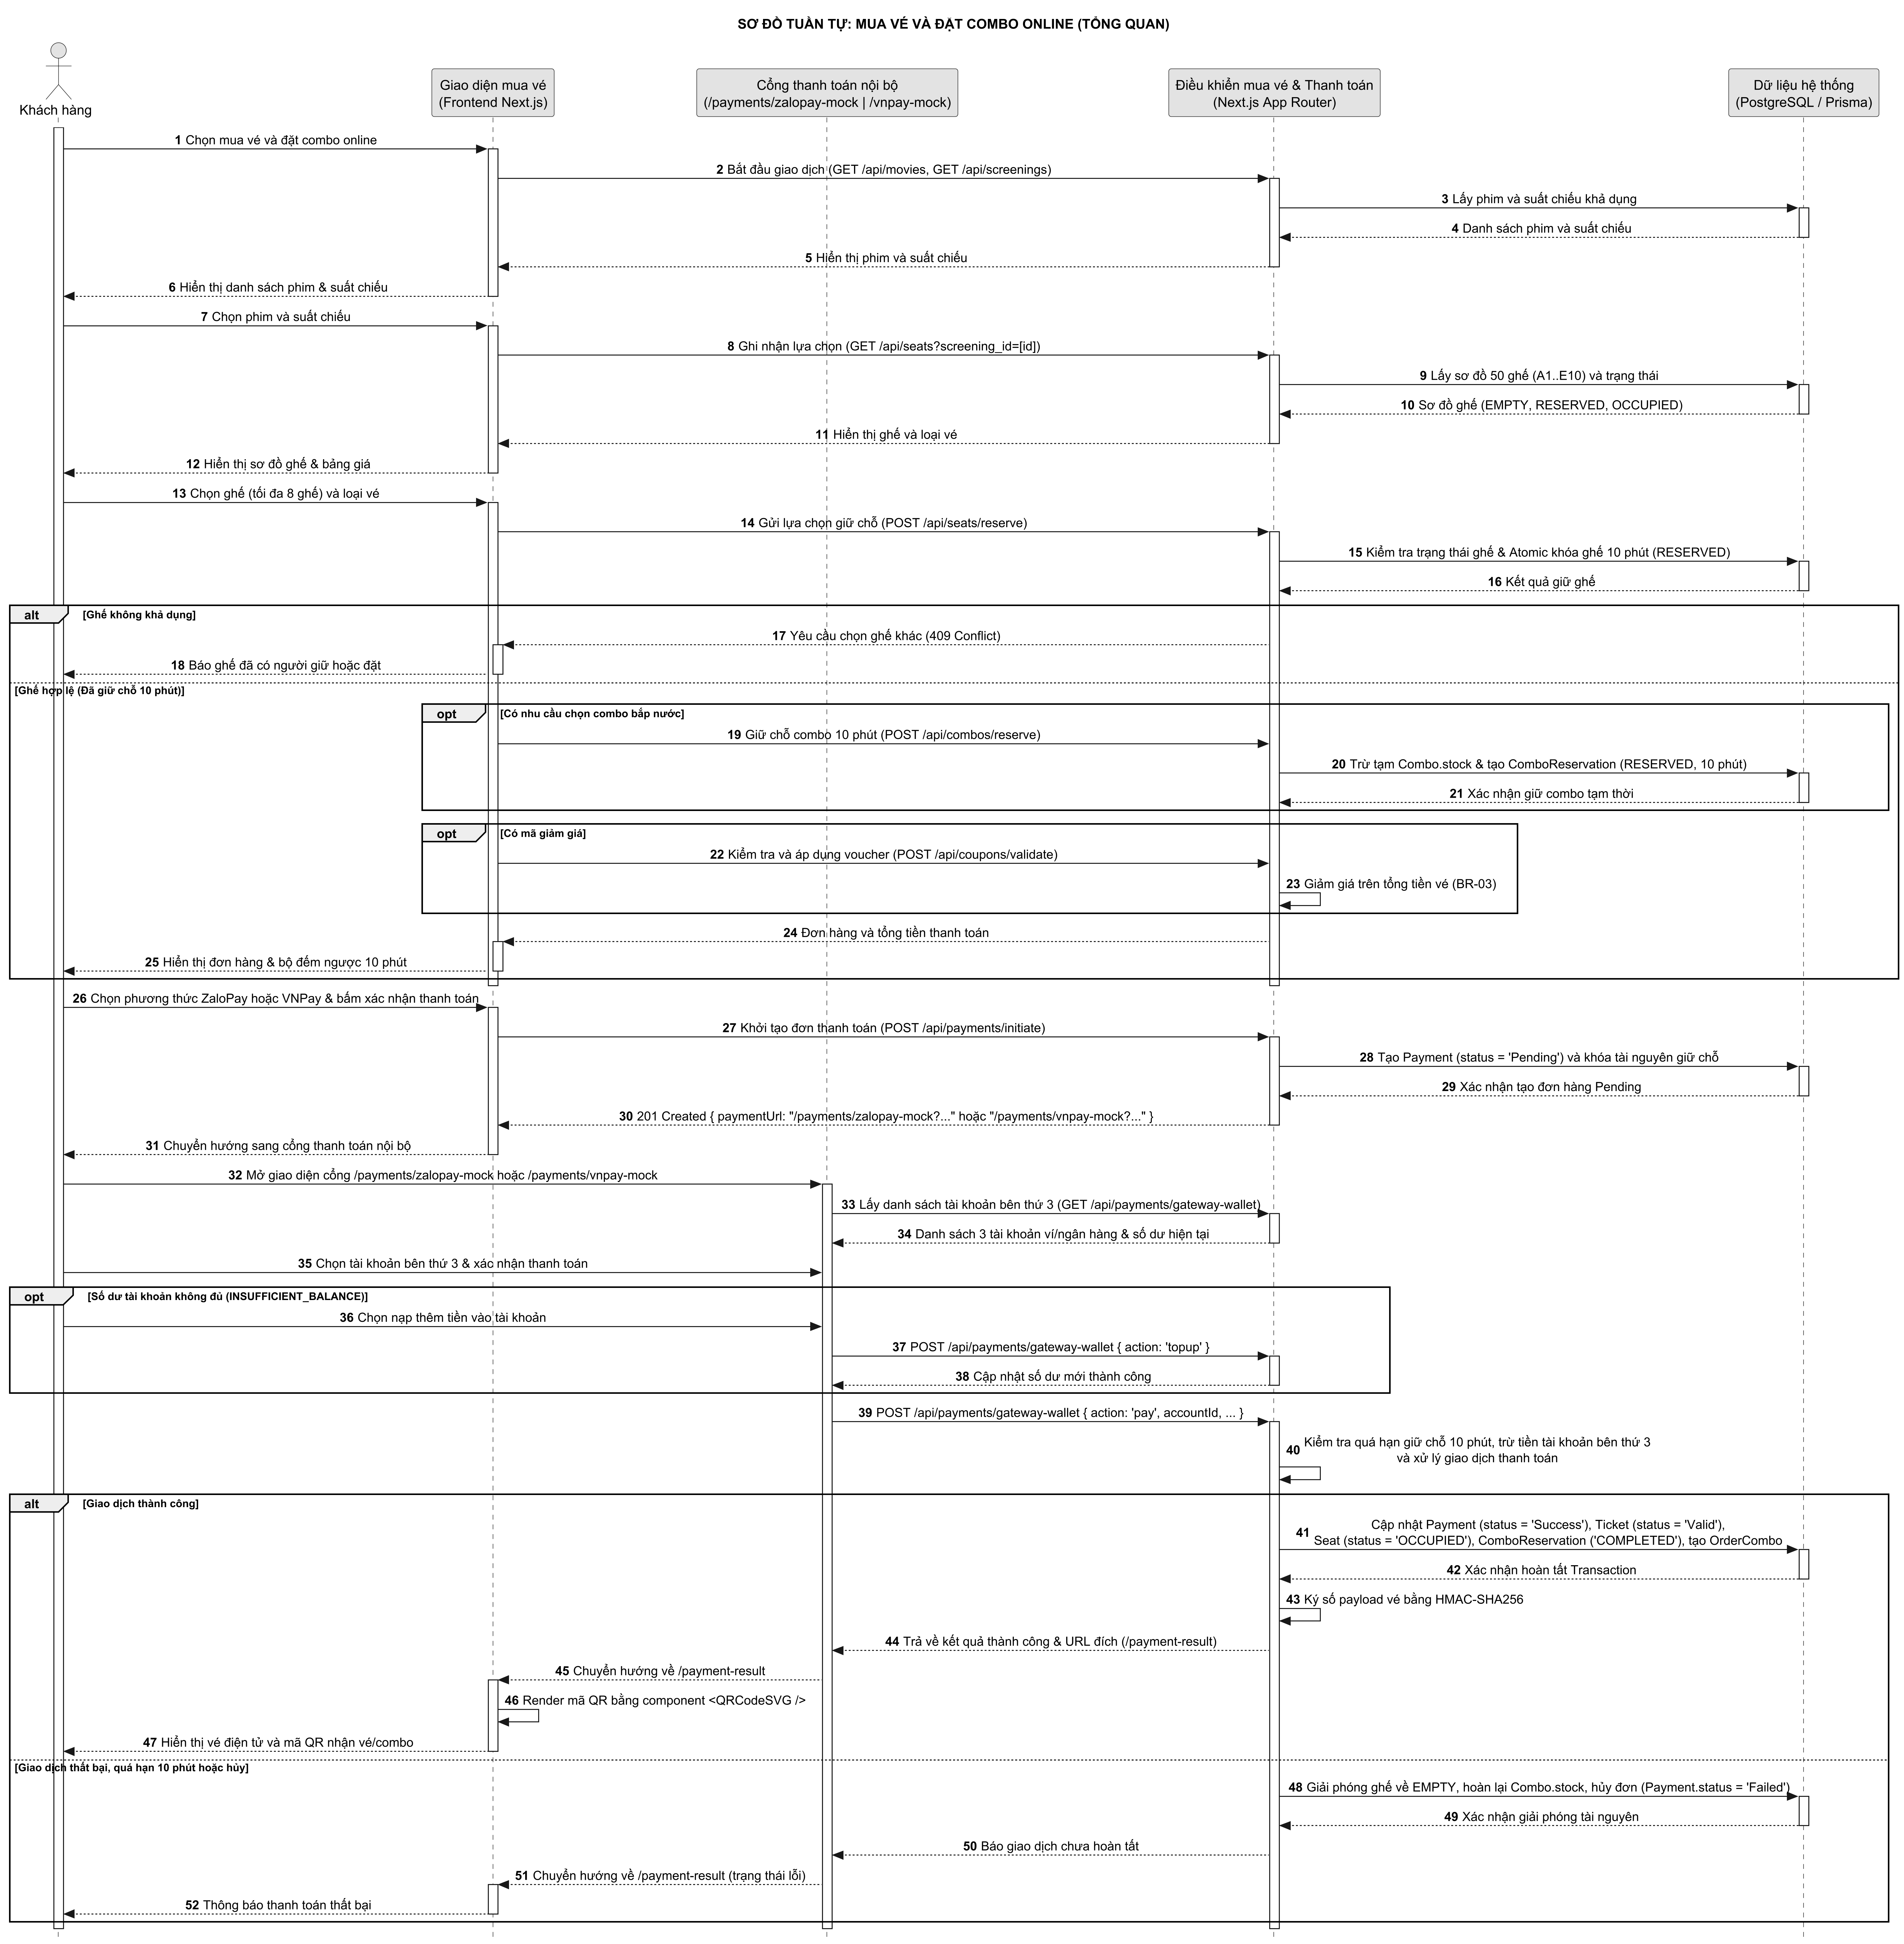 SƠ ĐỒ TUẦN TỰ: MUA VÉ VÀ ĐẶT COMBO ONLINE (TỔNG QUAN)
Khách hàng
Giao diện mua vé
(Frontend Next.js)
Cổng thanh toán nội bộ
(/payments/zalopay-mock | /vnpay-mock)
Điều khiển mua vé & Thanh toán
(Next.js App Router)
Dữ liệu hệ thống
(PostgreSQL / Prisma)
1 Chọn mua vé và đặt combo online
2 Bắt đầu giao dịch (GET /api/movies, GET /api/screenings)
3 Lấy phim và suất chiếu khả dụng
4 Danh sách phim và suất chiếu
5 Hiển thị phim và suất chiếu
6 Hiển thị danh sách phim & suất chiếu
7 Chọn phim và suất chiếu
8 Ghi nhận lựa chọn (GET /api/seats?screening_id=[id])
9 Lấy sơ đồ 50 ghế (A1..E10) và trạng thái
10 Sơ đồ ghế (EMPTY, RESERVED, OCCUPIED)
11 Hiển thị ghế và loại vé
12 Hiển thị sơ đồ ghế & bảng giá
13 Chọn ghế (tối đa 8 ghế) và loại vé
14 Gửi lựa chọn giữ chỗ (POST /api/seats/reserve)
15 Kiểm tra trạng thái ghế & Atomic khóa ghế 10 phút (RESERVED)
16 Kết quả giữ ghế
alt [Ghế không khả dụng]
17 Yêu cầu chọn ghế khác (409 Conflict)
18 Báo ghế đã có người giữ hoặc đặt
[Ghế hợp lệ (Đã giữ chỗ 10 phút)]
opt [Có nhu cầu chọn combo bắp nước]
19 Giữ chỗ combo 10 phút (POST /api/combos/reserve)
20 Trừ tạm Combo.stock & tạo ComboReservation (RESERVED, 10 phút)
21 Xác nhận giữ combo tạm thời
opt [Có mã giảm giá]
22 Kiểm tra và áp dụng voucher (POST /api/coupons/validate)
23 Giảm giá trên tổng tiền vé (BR-03)
24 Đơn hàng và tổng tiền thanh toán
25 Hiển thị đơn hàng & bộ đếm ngược 10 phút
26 Chọn phương thức ZaloPay hoặc VNPay & bấm xác nhận thanh toán
27 Khởi tạo đơn thanh toán (POST /api/payments/initiate)
28 Tạo Payment (status = 'Pending') và khóa tài nguyên giữ chỗ
29 Xác nhận tạo đơn hàng Pending
30 201 Created { paymentUrl: "/payments/zalopay-mock?..." hoặc "/payments/vnpay-mock?..." }
31 Chuyển hướng sang cổng thanh toán nội bộ
32 Mở giao diện cổng /payments/zalopay-mock hoặc /payments/vnpay-mock
33 Lấy danh sách tài khoản bên thứ 3 (GET /api/payments/gateway-wallet)
34 Danh sách 3 tài khoản ví/ngân hàng & số dư hiện tại
35 Chọn tài khoản bên thứ 3 & xác nhận thanh toán
opt [Số dư tài khoản không đủ (INSUFFICIENT_BALANCE)]
36 Chọn nạp thêm tiền vào tài khoản
37 POST /api/payments/gateway-wallet { action: 'topup' }
38 Cập nhật số dư mới thành công
39 POST /api/payments/gateway-wallet { action: 'pay', accountId, ... }
40 Kiểm tra quá hạn giữ chỗ 10 phút, trừ tiền tài khoản bên thứ 3
và xử lý giao dịch thanh toán
alt [Giao dịch thành công]
41 Cập nhật Payment (status = 'Success'), Ticket (status = 'Valid'),
Seat (status = 'OCCUPIED'), ComboReservation ('COMPLETED'), tạo OrderCombo
42 Xác nhận hoàn tất Transaction
43 Ký số payload vé bằng HMAC-SHA256
44 Trả về kết quả thành công & URL đích (/payment-result)
45 Chuyển hướng về /payment-result
46 Render mã QR bằng component <QRCodeSVG />
47 Hiển thị vé điện tử và mã QR nhận vé/combo
[Giao dịch thất bại, quá hạn 10 phút hoặc hủy]
48 Giải phóng ghế về EMPTY, hoàn lại Combo.stock, hủy đơn (Payment.status = 'Failed')
49 Xác nhận giải phóng tài nguyên
50 Báo giao dịch chưa hoàn tất
51 Chuyển hướng về /payment-result (trạng thái lỗi)
52 Thông báo thanh toán thất bại